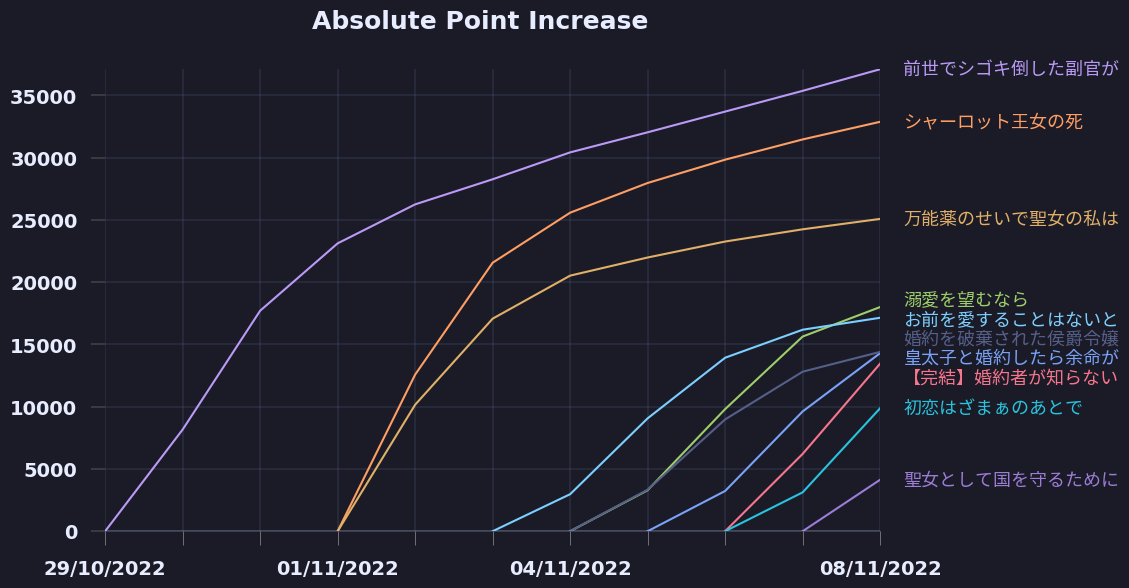 Absolute Point Increase
35000
30000
25000
20000
15000
10000
5000
0
29/10/2022
01/11/2022
04/11/2022
08/11/2022
前世でシゴキ倒した副官が
シャーロット王女の死
万能薬のせいで聖女の私は
溺愛を望むなら
お前を愛することはないと
婚約を破棄された侯爵令嬢
皇太子と婚約したら余命が
【完結】婚約者が知らない
初恋はざまぁのあとで
聖女として国を守るために